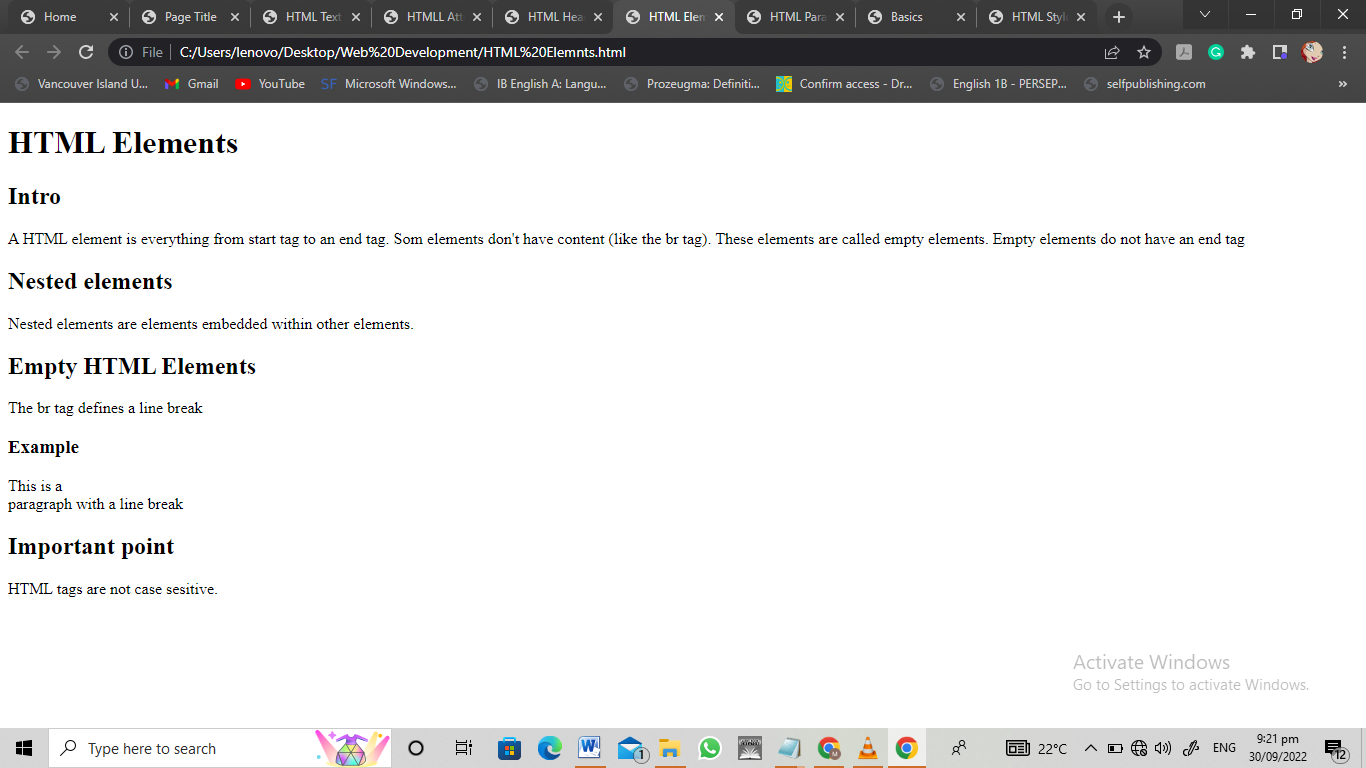 Home
Page Title
HTML Text
HTMLL Att
HTML Hea
HTML Elem
HTML Para
Basics
HTML Style
File
C:/Users/lenovo/Desktop/Web%20Development/HTML%20Elemnts.html
Vancouver Island U...
Gmail
YouTube
SF Microsoft Windows...
IB English A: Langu...
Prozeugma: Definiti...
Confirm access - Dr...
English 1B - PERSEP...
selfpublishing.com
»
HTML Elements
Intro
A HTML element is everything from start tag to an end tag. Som elements don't have content (like the br tag). These elements are called empty elements. Empty elements do not have an end tag
Nested elements
Nested elements are elements embedded within other elements.
Empty HTML Elements
The br tag defines a line break
Example
This is a
paragraph with a line break
Important point
HTML tags are not case sesitive.
Activate Windows
Go to Settings to activate Windows.
Type here to search
1
22°C
ENG
9:21 pm
30/09/2022
12